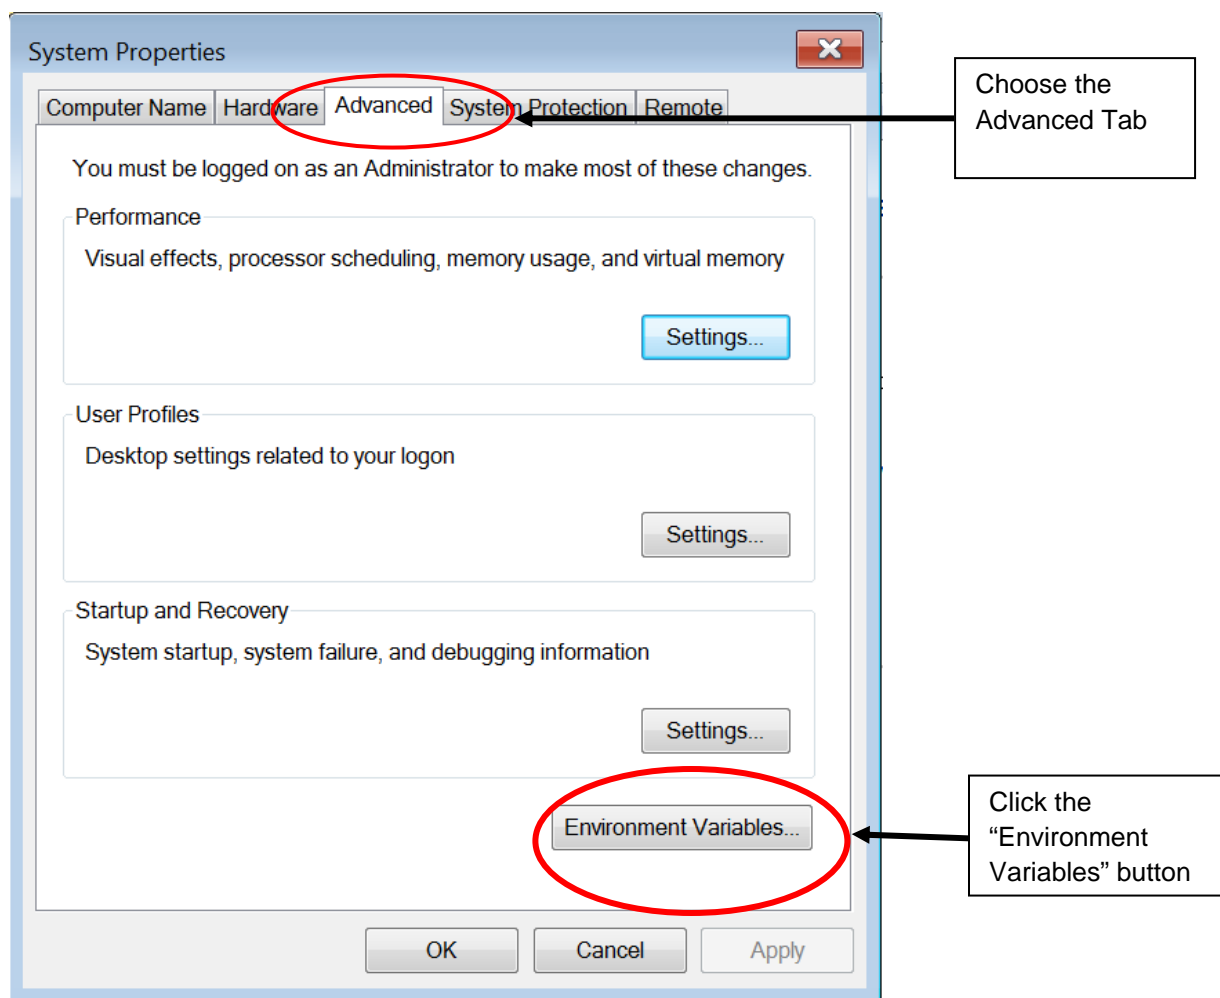 System Properties
Choose the
Advanced Tab
Computer Name Hardware Advanced System Protection Remote
You must be logged on as an Administrator to make most of these changes.
Performance
Visual effects, processor scheduling, memory usage, and virtual memory
Settings...
User Profiles
Desktop settings related to your logon
Settings...
Startup and Recovery
System startup, system failure, and debugging information
Settings...
Environment Variables...
Click the
“Environment
Variables” button
OK Cancel Apply